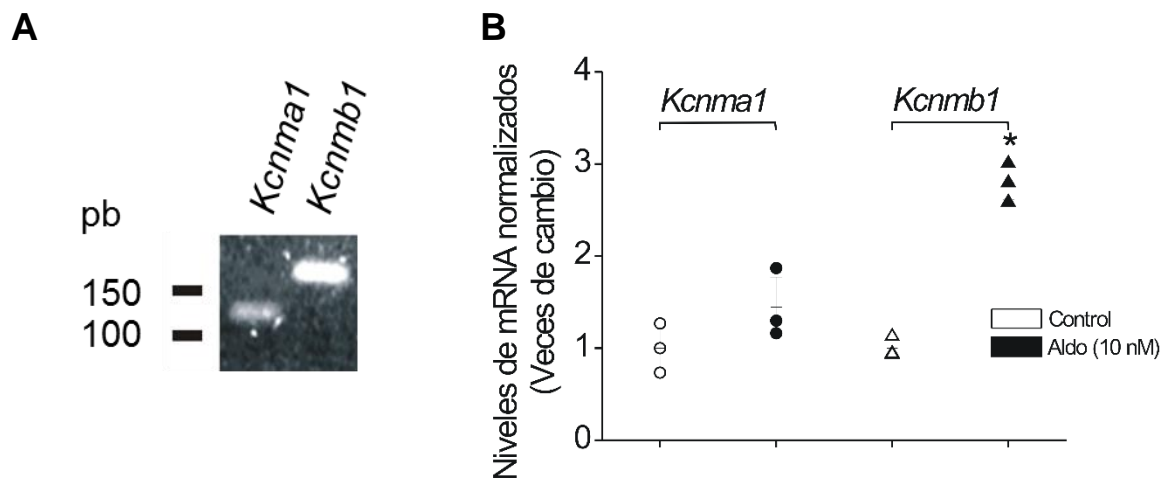 A
Kcnma1
Kcnmb1
pb
150
100
B
Niveles de mRNA normalizados
(Veces de cambio)
4
3
2
1
0
Kcnma1
Kcnmb1
*
Control
Aldo (10 nM)